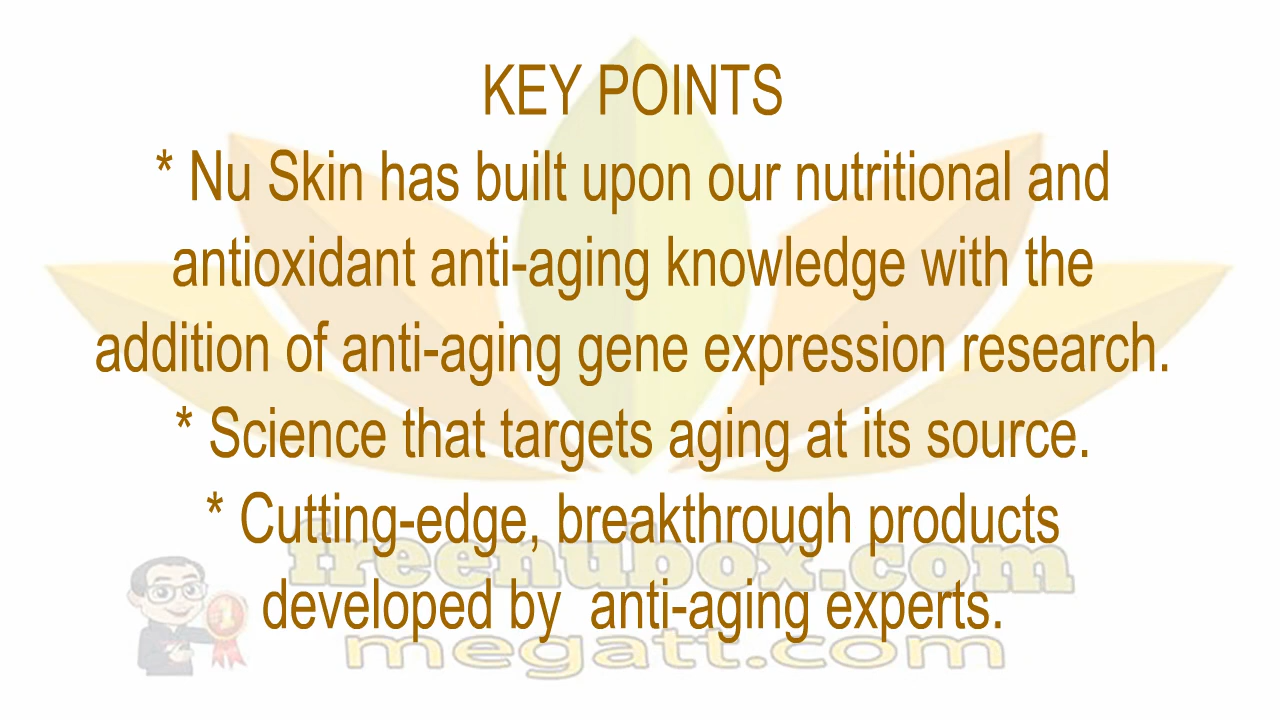 KEY POINTS
* Nu Skin has built upon our nutritional and
antioxidant anti-aging knowledge with the
addition of anti-aging gene expression research.
* Science that targets aging at its source.
* Cutting-edge, breakthrough products
freenubox.com
developed by  anti-aging experts.
1
megatt.com